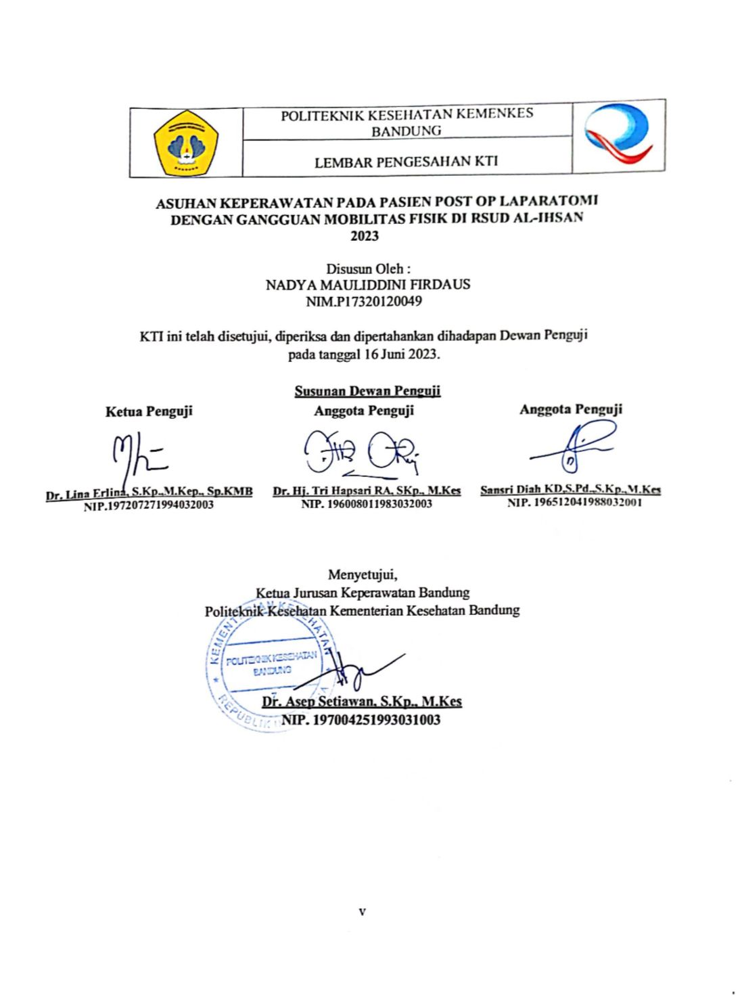 POLITEKNIK KESEHATAN KEMENKES
BANDUNG
LEMBAR PENGESAHAN KTI
ASUHAN KEPERAWATAN PADA PASIEN POST OP LAPARATOMI
DENGAN GANGGUAN MOBILITAS FISIK DI RSUD AL-IHSAN
2023
Disusun Oleh :
NADYA MAULIDDINI FIRDAUS
NIM.P17320120049
KTI ini telah disetujui, diperiksa dan dipertahankan dihadapan Dewan Penguji
pada tanggal 16 Juni 2023.
Susunan Dewan Penguji
Ketua Penguji Anggota Penguji Anggota Penguji
Dr. Lina Erlina, S.Kp.,M.Kep., Sp.KMB Dr. Hj. Tri Hapsari RA, SKp., M.Kes Sansri Diah KD,S.Pd.,S.Kp.,M.Kes
NIP.197207271994032003 NIP. 196008011983032003 NIP. 196512041988032001
Menyetujui,
Ketua Jurusan Keperawatan Bandung
Politeknik Kesehatan Kementerian Kesehatan Bandung
KEMENTERIAN KESEHATAN
POLITEKNIK KESEHATAN
BANDUNG
REPUBLIK
Dr. Asep Setiawan, S.Kp., M.Kes
NIP. 197004251993031003
v